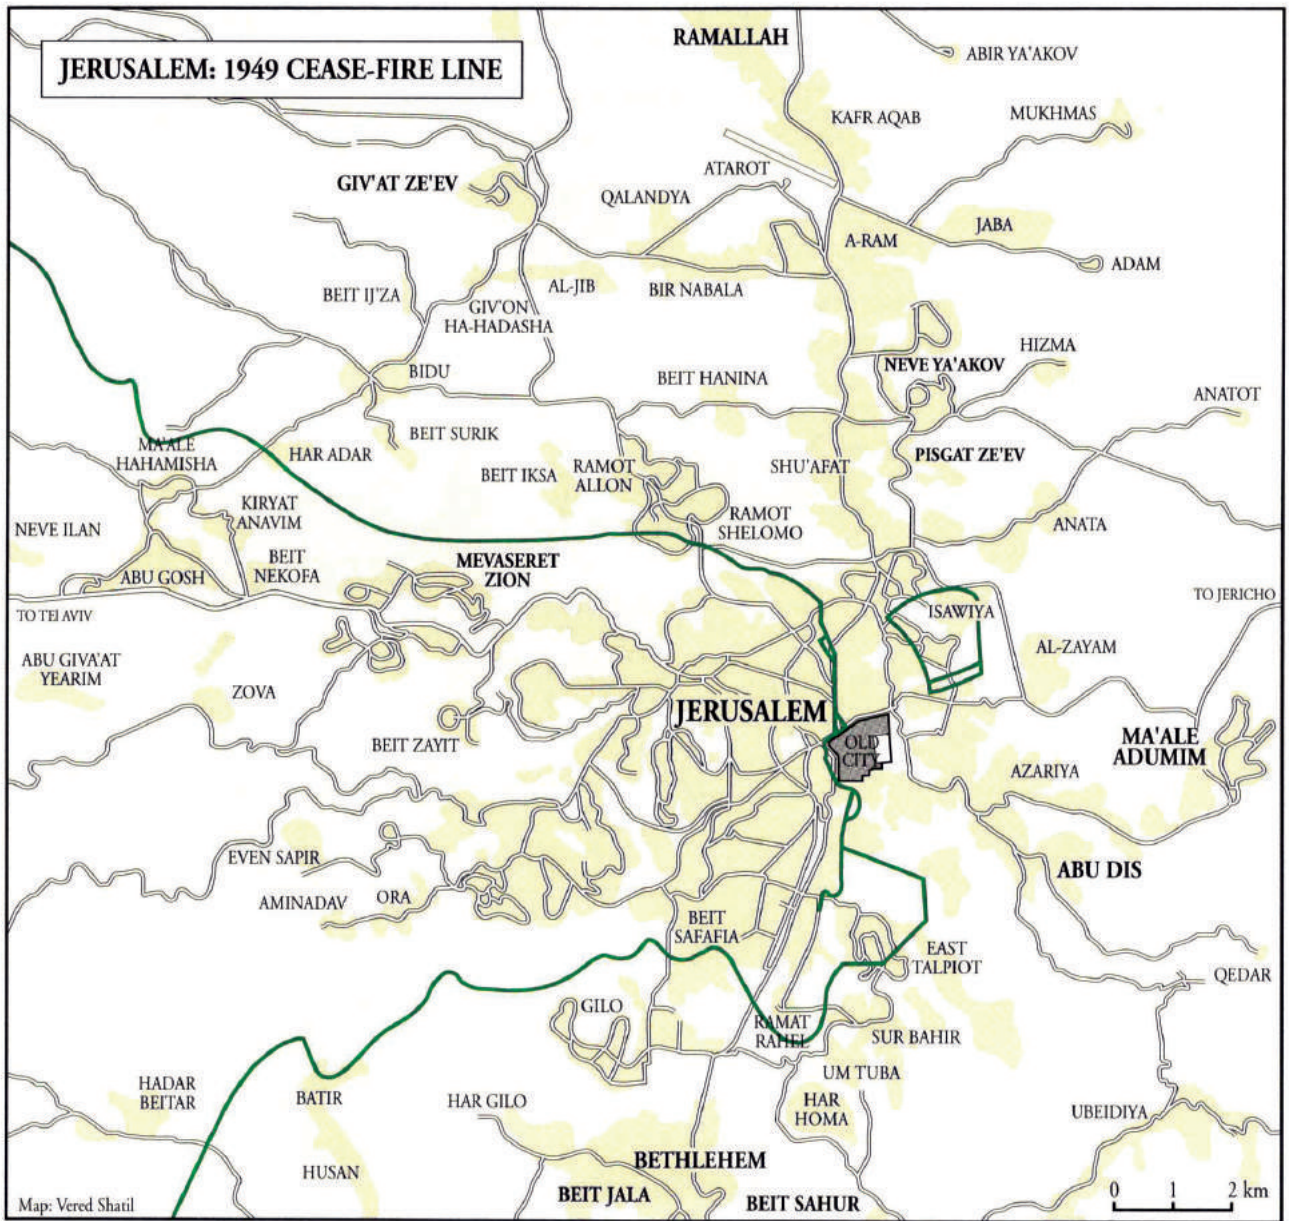 JERUSALEM: 1949 CEASE-FIRE LINE
RAMALLAH
ABIR YA'AKOV
KAFR AQAB
MUKHMAS
GIV'AT ZE'EV
ATAROT
QALANDYA
A-RAM
JABA
ADAM
BEIT IJ'ZA
AL-JIB
BIR NABALA
GIV'ON
HA-HADASHA
NEVE YA'AKOV
HIZMA
BIDU
BEIT HANINA
ANATOT
BEIT SURIK
MA'ALE
HAHAMISHA
HAR ADAR
BEIT IKSA
RAMOT
ALLON
SHU'AFAT
PISGAT ZE'EV
KIRYAT
ANAVIM
RAMOT
SHELOMO
NEVE ILAN
ANATA
ABU GOSH
BEIT
NEKOFA
MEVASERET
ZION
TO TEL AVIV
ISAWIYA
TO JERICHO
ABU GIVA'AT
YEARIM
ZOVA
AL-ZAYAM
JERUSALEM
BEIT ZAYIT
OLD
CITY
MA'ALE
ADUMIM
AZARIYA
EVEN SAPIR
ABU DIS
AMINADAV
ORA
BEIT
SAFAFIA
EAST
TALPIOT
QEDAR
GILO
RAMAT
RAHEL
SUR BAHIR
UM TUBA
HADAR
BEITAR
BATIR
HAR GILO
HAR
HOMA
UBEIDIYA
HUSAN
BETHLEHEM
BEIT JALA
BEIT SAHUR
0 1 2 km
Map: Vered Shatil